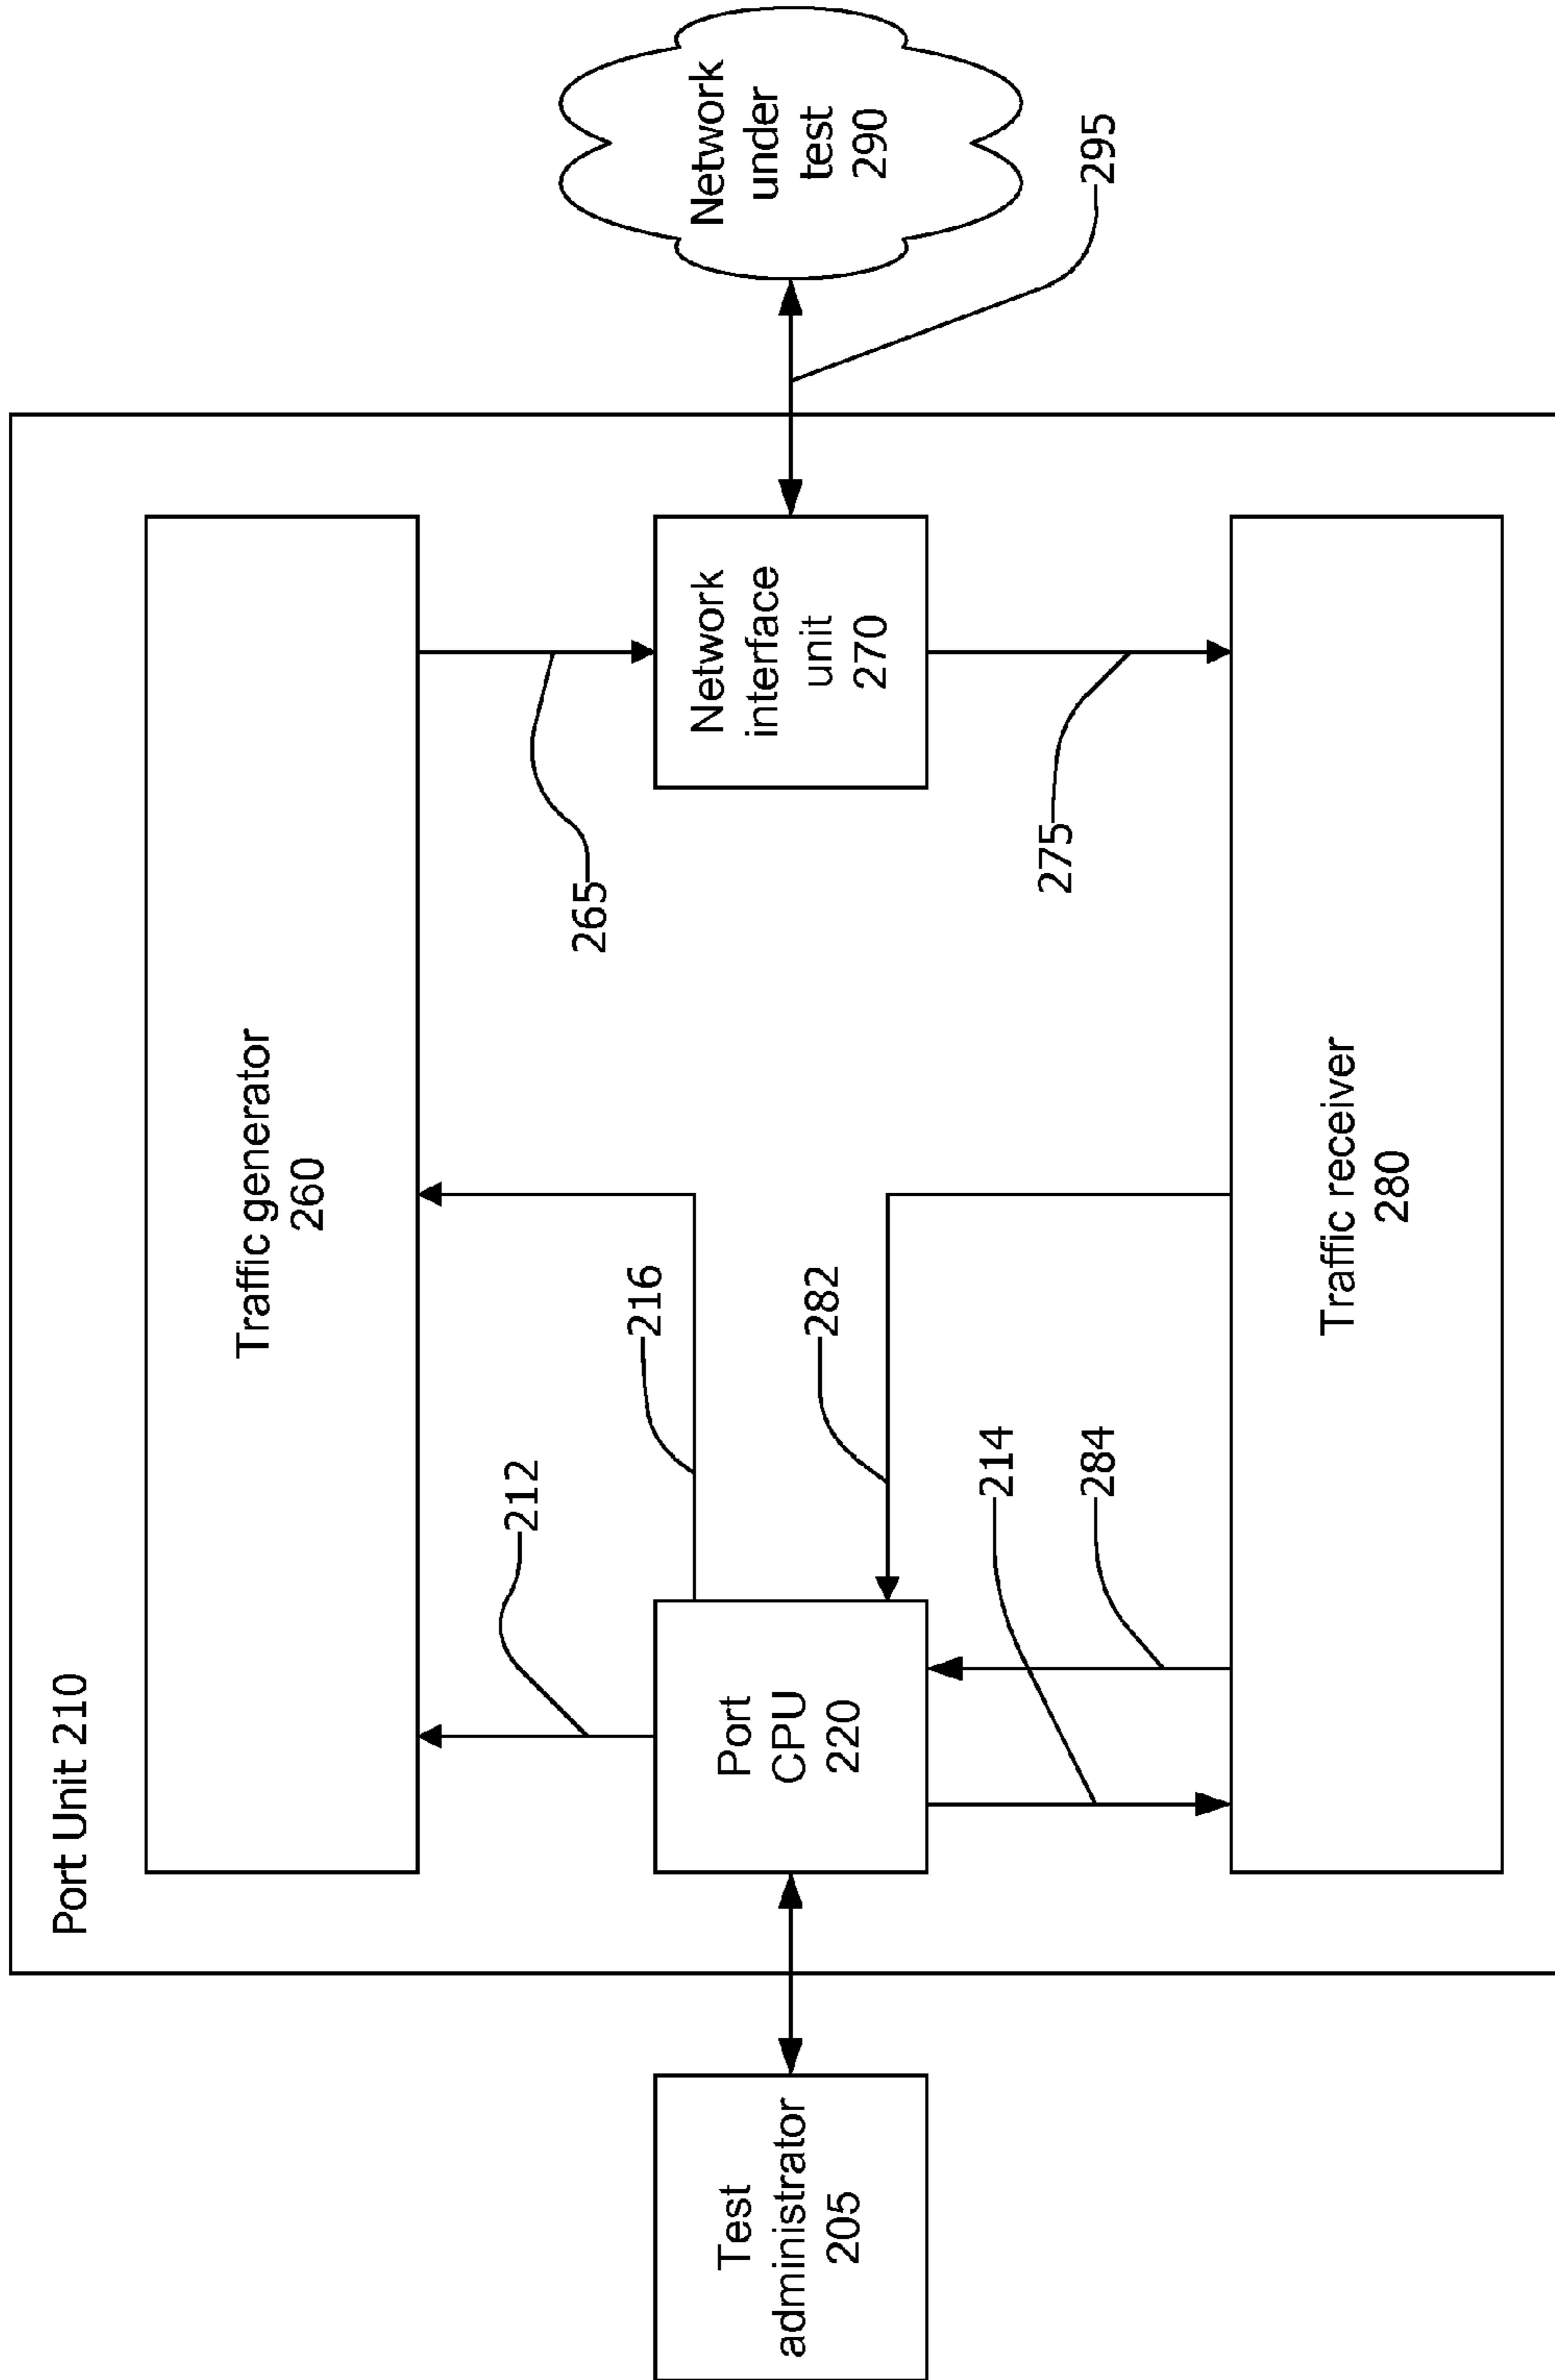 Port Unit 210
Traffic generator
260
212
216
265
Test
administrator
205
Port
CPU
220
Network
interface
unit
270
Network
under
test
290
282
214
284
275
295
Traffic receiver
280